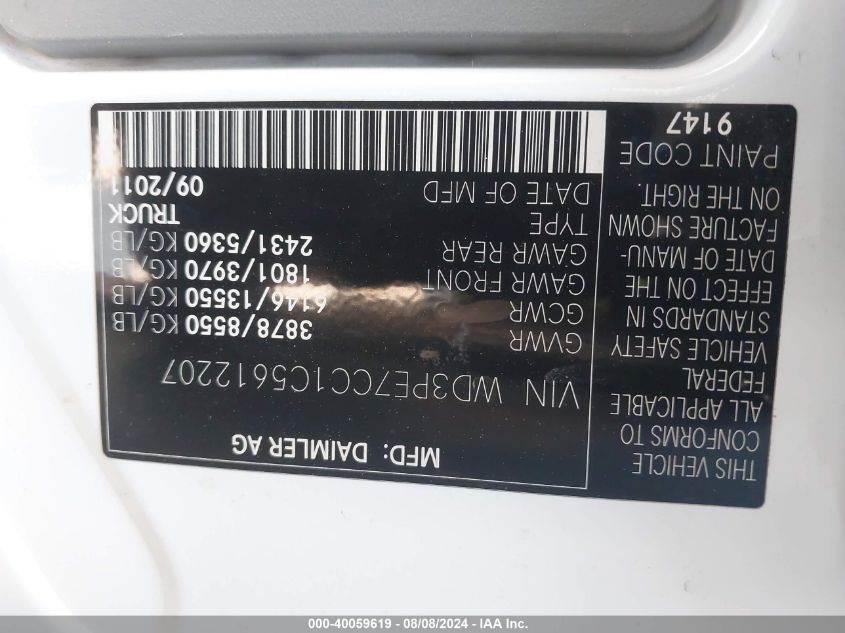 MFD: DAIMLER AG
VIN WD3PE7CC1C5612207
GVWR 3878/8550 KG/LB
GCWR 6146/13550 KG/LB
GAWR FRONT 1801/3970 KG/LB
GAWR REAR 2431/5360 KG/LB
TYPE TRUCK
DATE OF MFD 09/2011
THIS VEHICLE
CONFORMS TO
ALL APPLICABLE
FEDERAL
VEHICLE SAFETY
STANDARDS IN
EFFECT ON THE
DATE OF MANU-
FACTURE SHOWN
ON THE RIGHT.
PAINT CODE
9147
000-40059619 - 08/08/2024 - IAA Inc.